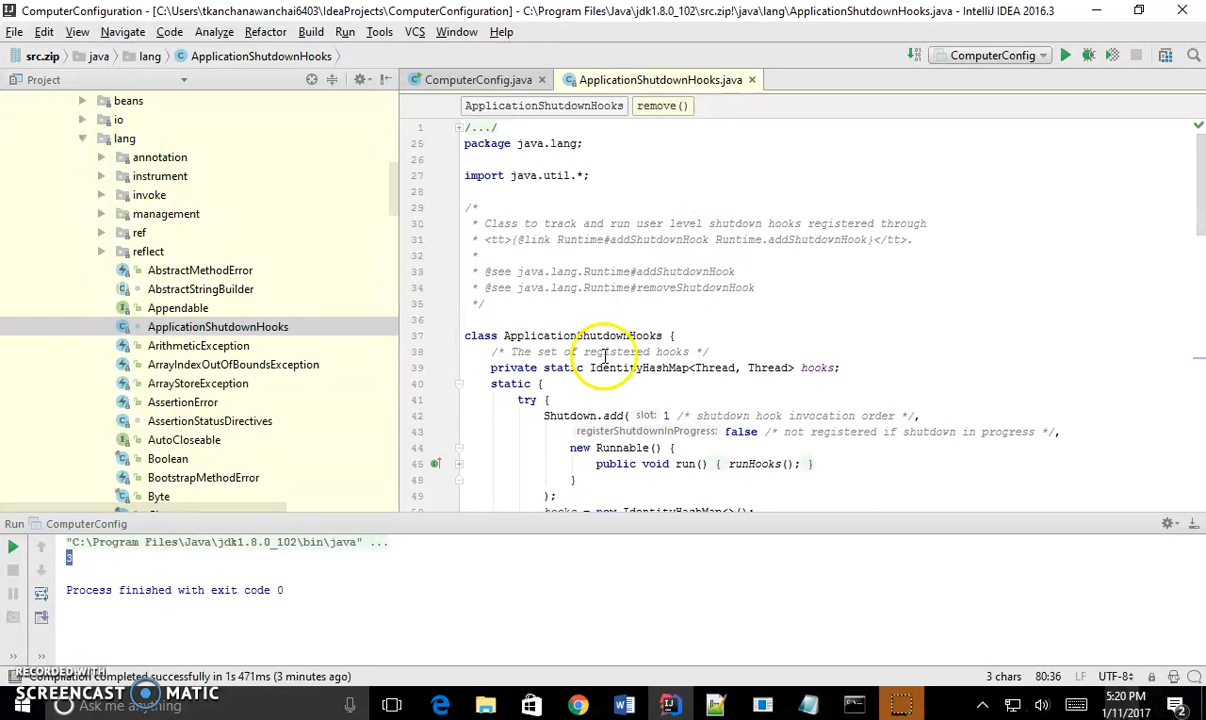 ComputerConfiguration - [C:\Users\tkanchanawanchai6403\IdeaProjects\ComputerConfiguration] - C:\Program Files\Java\jdk1.8.0_102\src.zip!\java\lang\ApplicationShutdownHooks.java - IntelliJ IDEA 2016.3
File Edit View Navigate Code Analyze Refactor Build Run Tools VCS Window Help
src.zip java lang ApplicationShutdownHooks.java ComputerConfig
Project ComputerConfig.java ApplicationShutdownHooks.java
ApplicationShutdownHooks remove()
beans
io
lang
annotation
instrument
invoke
management
ref
reflect
AbstractMethodError
AbstractStringBuilder
Appendable
ApplicationShutdownHooks
ArithmeticException
ArrayIndexOutOfBoundsException
ArrayStoreException
AssertionError
AssertionStatusDirectives
AutoCloseable
Boolean
BootstrapMethodError
Byte
1 /.../
25 package java.lang;
26
27 import java.util.*;
28
29 /*
30 * Class to track and run user level shutdown hooks registered through
31 * <tt>{@link Runtime#addShutdownHook Runtime.addShutdownHook}</tt>.
32 *
33 * @see java.lang.Runtime#addShutdownHook
34 * @see java.lang.Runtime#removeShutdownHook
35 */
36
37 class ApplicationShutdownHooks {
38 /* The set of registered hooks */
39 private static IdentityHashMap<Thread, Thread> hooks;
40 static {
41 try {
42 Shutdown.add( slot: 1 /* shutdown hook invocation order */,
43 registerShutdownInProgress: false /* not registered if shutdown in progress */,
44 new Runnable() {
45 public void run() { runHooks(); }
48 }
49 );
50 hooks = new IdentityHashMap<>();
Run ComputerConfig
"C:\Program Files\Java\jdk1.8.0_102\bin\java" ...
3
Process finished with exit code 0
Compilation completed successfully in 1s 471ms (3 minutes ago) 3 chars 80:36 LF UTF-8
RECORDED WITH
SCREENCAST MATIC
Ask me anything
5:20 PM
1/11/2017
2